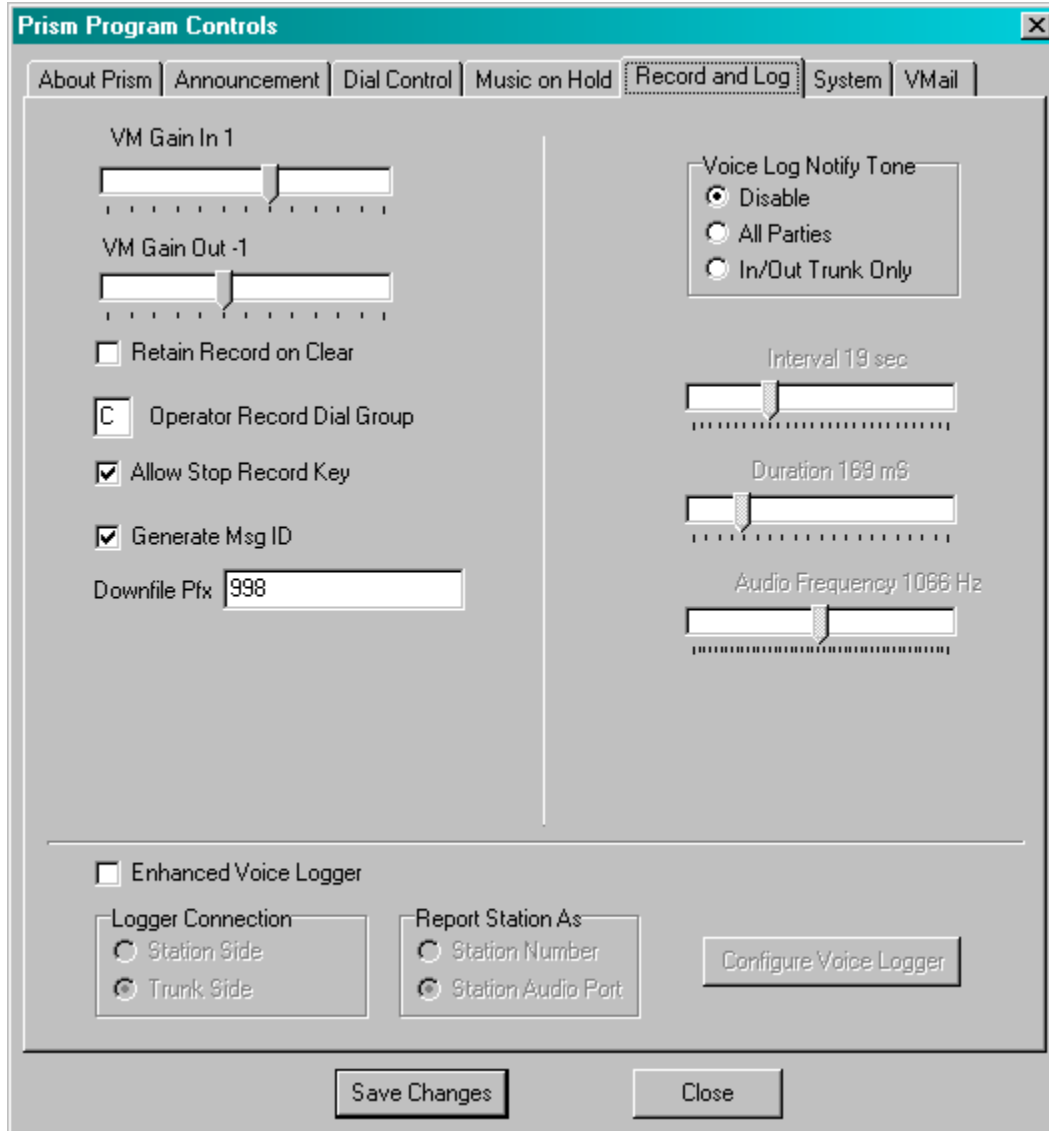 Prism Program Controls
About Prism
Announcement
Dial Control
Music on Hold
Record and Log
System
VMail
VM Gain In 1
VM Gain Out -1
Retain Record on Clear
C Operator Record Dial Group
Allow Stop Record Key
Generate Msg ID
Downfile Pfx 998
Voice Log Notify Tone
Disable
All Parties
In/Out Trunk Only
Interval 19 sec
Duration 169 mS
Audio Frequency 1066 Hz
Enhanced Voice Logger
Logger Connection
Station Side
Trunk Side
Report Station As
Station Number
Station Audio Port
Configure Voice Logger
Save Changes
Close